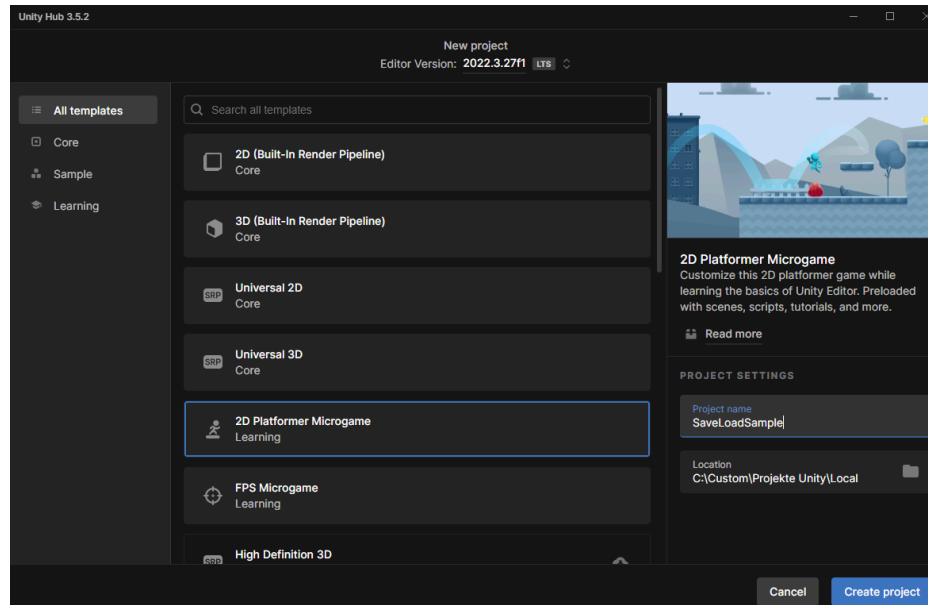 Unity Hub 3.5.2
New project
Editor Version: 2022.3.27f1 LTS
All templates
Core
Sample
Learning
Search all templates
2D (Built-In Render Pipeline)
Core
3D (Built-In Render Pipeline)
Core
SRP
Universal 2D
Core
SRP
Universal 3D
Core
2D Platformer Microgame
Learning
FPS Microgame
Learning
SRP
High Definition 3D
2D Platformer Microgame
Customize this 2D platformer game while
learning the basics of Unity Editor. Preloaded
with scenes, scripts, tutorials, and more.
Read more
PROJECT SETTINGS
Project name
SaveLoadSample
Location
C:\Custom\Projekte Unity\Local
Cancel
Create project